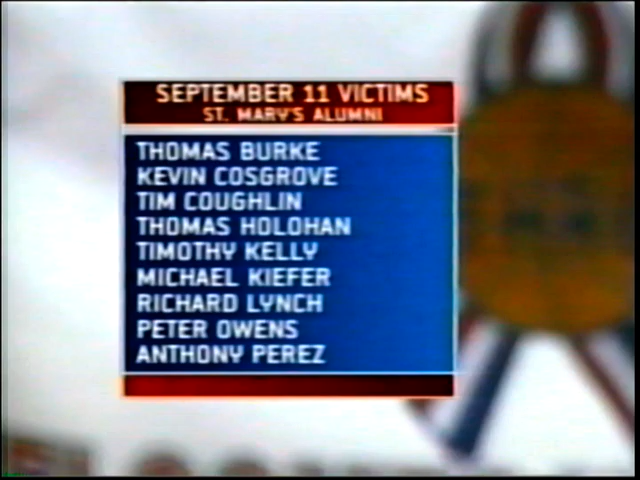 SEPTEMBER 11 VICTIMS
ST. MARY'S ALUMNI
THOMAS BURKE
KEVIN COSGROVE
TIM COUGHLIN
THOMAS HOLOHAN
TIMOTHY KELLY
MICHAEL KIEFER
RICHARD LYNCH
PETER OWENS
ANTHONY PEREZ